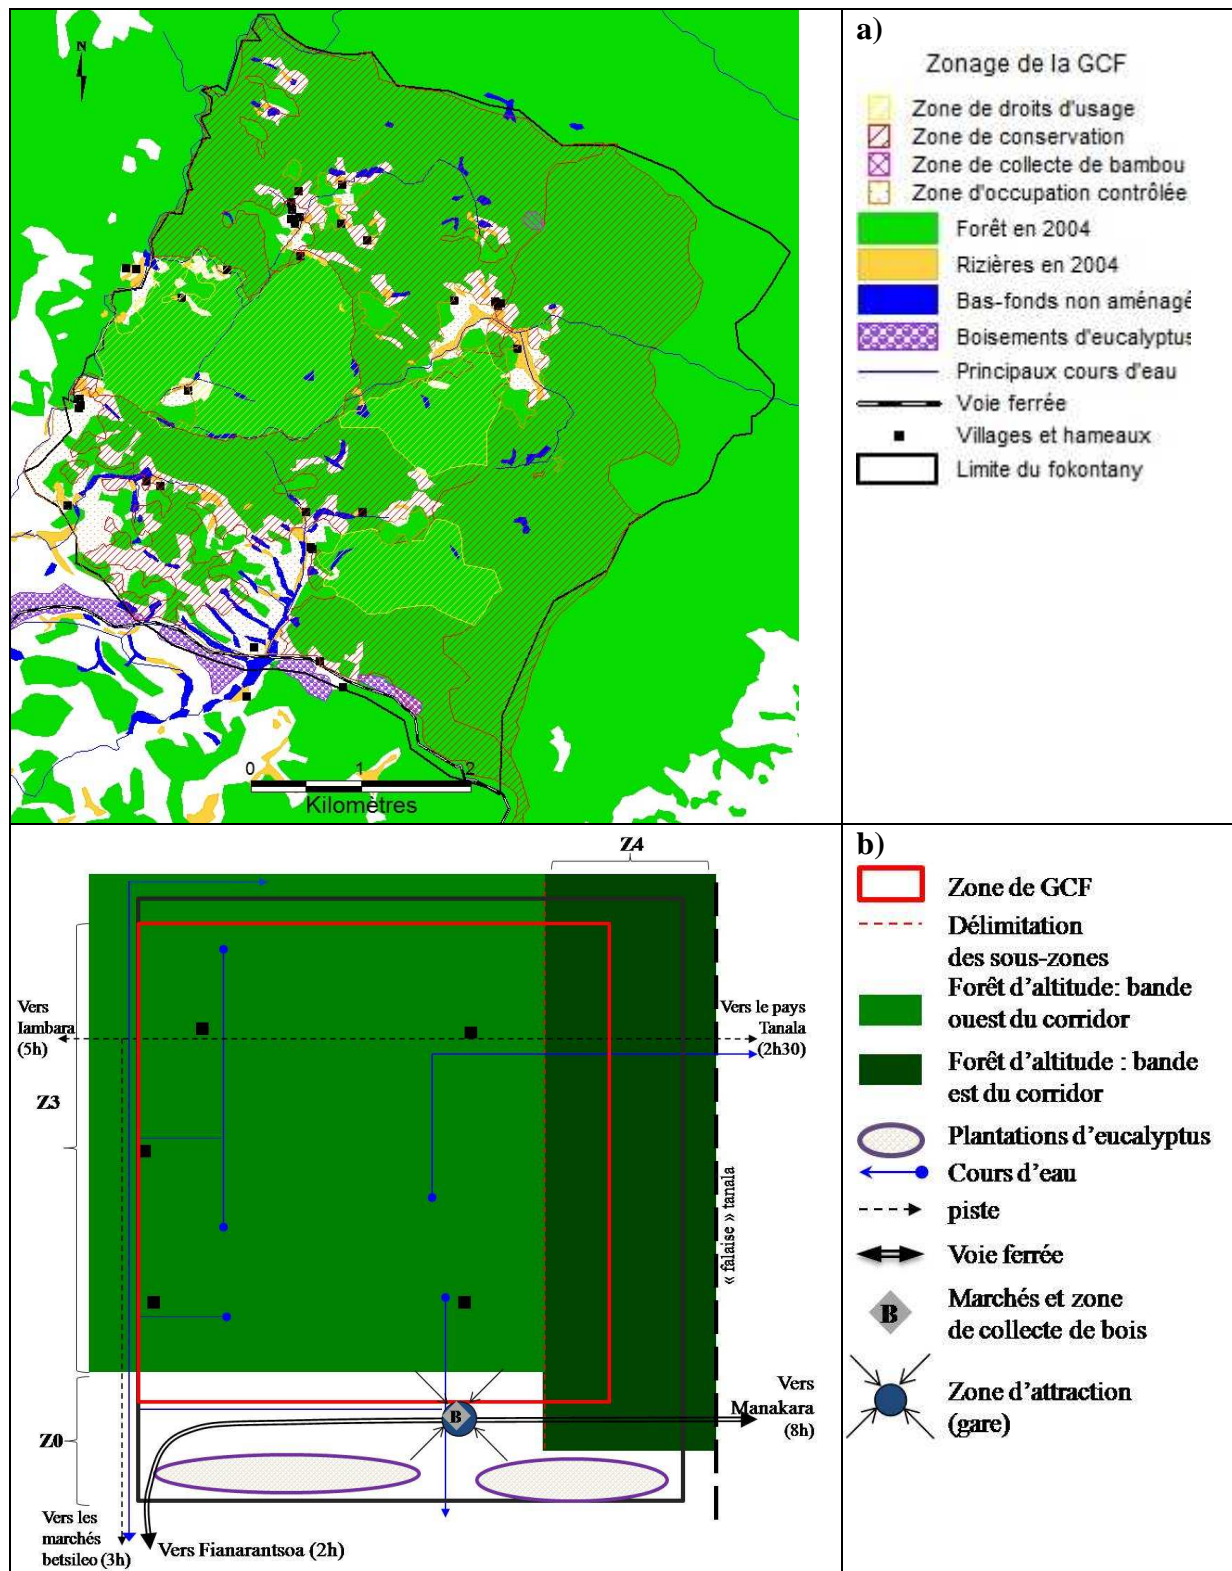 N
0
1
2
Kilomètres
a)
Zonage de la GCF
Zone de droits d'usage
Zone de conservation
Zone de collecte de bambou
Zone d'occupation contrôlée
Forêt en 2004
Rizières en 2004
Bas-fonds non aménagé
Boisements d'eucalyptus
Principaux cours d'eau
Voie ferrée
Villages et hameaux
Limite du fokontany
Z4
Vers
Iambara
(5h)
Vers le pays
Tanala
(2h30)
Z3
« falaise » tanala
Vers
Manakara
(8h)
B
Z0
Vers les
marchés
betsileo (3h)
Vers Fianarantsoa (2h)
b)
Zone de GCF
Délimitation
des sous-zones
Forêt d'altitude: bande
ouest du corridor
Forêt d'altitude : bande
est du corridor
Plantations d'eucalyptus
Cours d'eau
piste
Voie ferrée
B
Marchés et zone
de collecte de bois
Zone d'attraction
(gare)